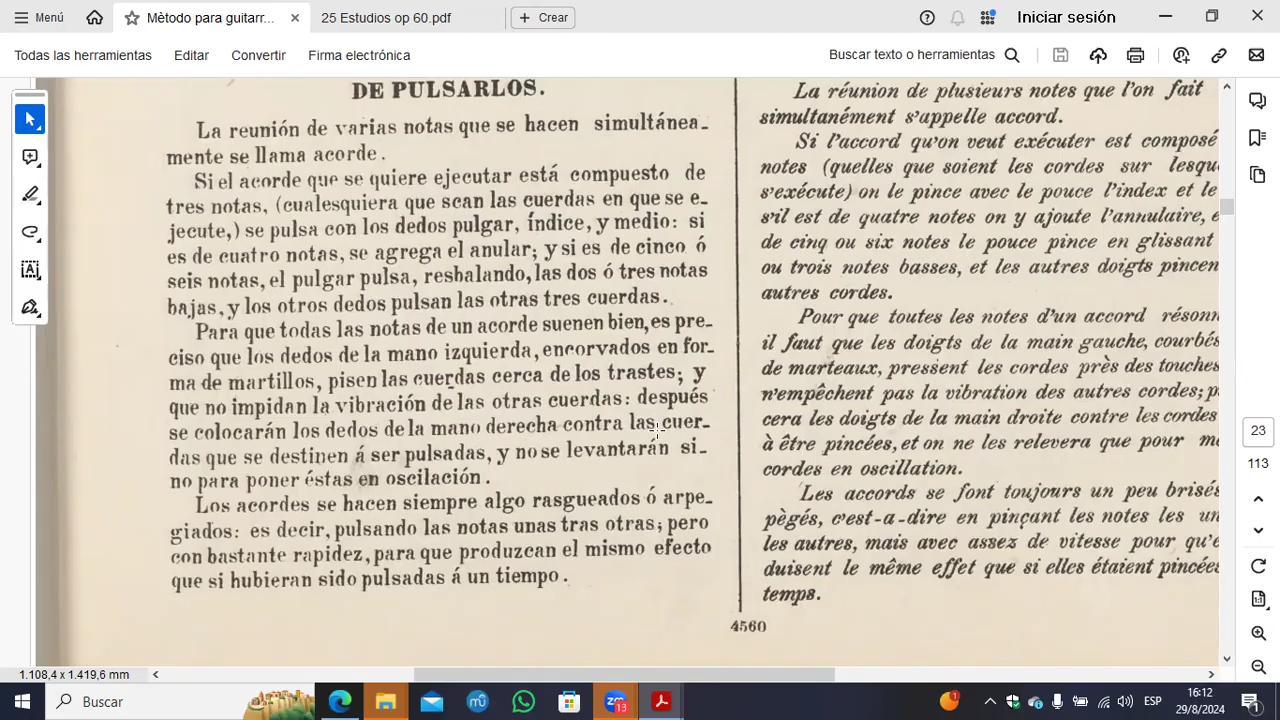 Menú
Mètodo para guitarr...
25 Estudios op 60.pdf
Crear
Iniciar sesión
Todas las herramientas
Editar
Convertir
Firma electrónica
Buscar texto o herramientas
DE PULSARLOS.
La reunión de varias notas que se hacen simultánea-
mente se llama acorde.
Si el acorde que se quiere ejecutar está compuesto de
tres notas, (cualesquiera que sean las cuerdas en que se e-
jecute,) se pulsa con los dedos pulgar, índice, y medio: si
es de cuatro notas, se agrega el anular; y si es de cinco ó
seis notas, el pulgar pulsa, resbalando, las dos ó tres notas
bajas, y los otros dedos pulsan las otras tres cuerdas.
Para que todas las notas de un acorde suenen bien, es pre-
ciso que los dedos de la mano izquierda, encorvados en for-
ma de martillos, pisen las cuerdas cerca de los trastes; y
que no impidan la vibración de las otras cuerdas: después
se colocarán los dedos de la mano derecha contra las cuer-
das que se destinen á ser pulsadas, y no se levantarán si-
no para poner éstas en oscilación.
Los acordes se hacen siempre algo rasgueados ó arpe-
giados: es decir, pulsando las notas unas tras otras; pero
con bastante rapidez, para que produzcan el mismo efecto
que si hubieran sido pulsadas á un tiempo.
La réunion de plusieurs notes que l'on fait
simultanément s'appelle accord.
Si l'accord qu'on veut exécuter est composé
notes (quelles que soient les cordes sur lesqu
s'exécute) on le pince avec le pouce l'index et le
s'il est de quatre notes on y ajoute l'annulaire, e
de cinq ou six notes le pouce pince en glissant
ou trois notes basses, et les autres doigts pincen
autres cordes.
Pour que toutes les notes d'un accord résonn
il faut que les doigts de la main gauche, courbés
de marteaux, pressent les cordes près des touches
n'empêchent pas la vibration des autres cordes; p
cera les doigts de la main droite contre les cordes
à être pincées, et on ne les relevera que pour m
cordes en oscillation.
Les accords se font toujours un peu brisés
pègés, c'est-a-dire en pinçant les notes les un
les autres, mais avec assez de vitesse pour qu'e
duisent le même effet que si elles étaient pincées
temps.
4560
23
113
1.108,4 x 1.419,6 mm
Buscar
13
ESP
16:12
29/8/2024